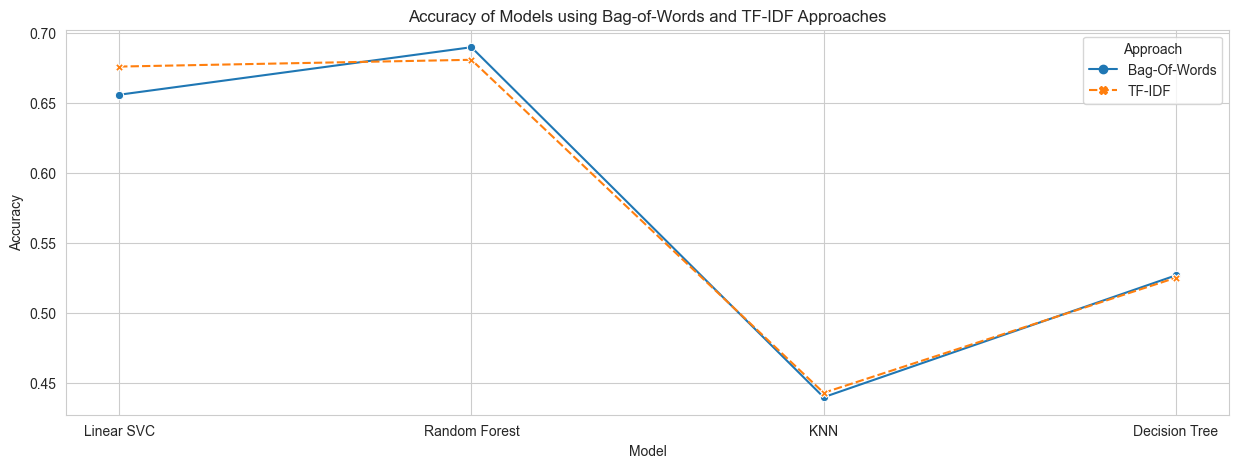 Accuracy of Models using Bag-of-Words and TF-IDF Approaches
0.70
0.65
0.60
0.55
0.50
0.45
Accuracy
Approach
Bag-Of-Words
TF-IDF
Linear SVC
Random Forest
KNN
Decision Tree
Model